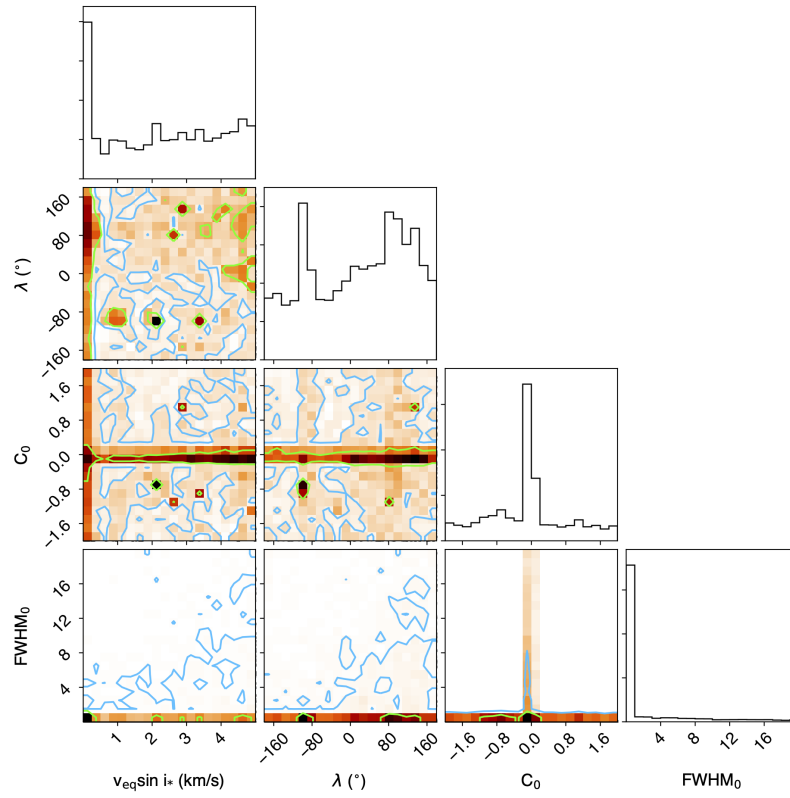 160
80
0
−80
−160
λ (°)
1.6
0.8
0.0
−0.8
−1.6
C₀
16
12
8
4
FWHM₀
1 2 3 4
−160 −80 0 80 160
−1.6 −0.8 0.0 0.8 1.6
4 8 12 16
v_eq sin i* (km/s) λ (°) C₀ FWHM₀